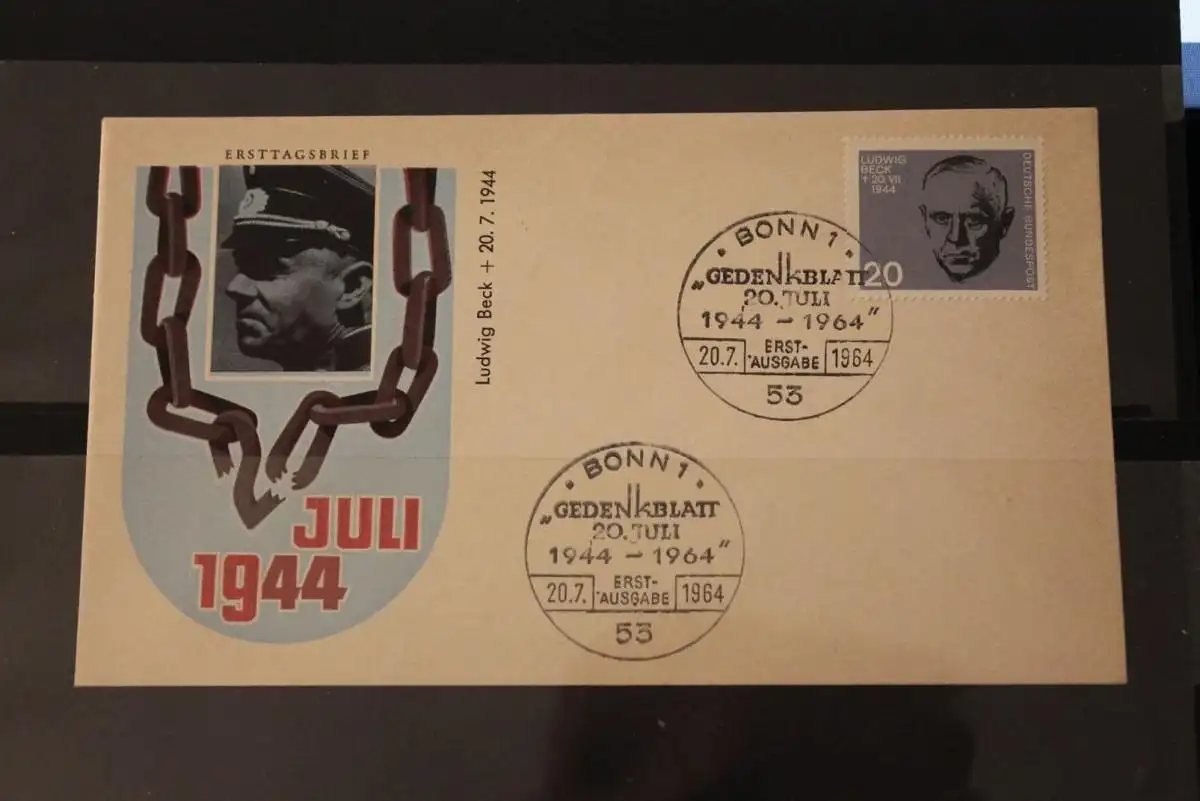 ERSTTAGSBRIEF
JULI
1944
Ludwig Beck + 20. 7. 1944
LUDWIG
BECK
† 20. VII.
1944
DEUTSCHE BUNDESPOST
20
BONN 1
„GEDENKBLATT
20. JULI
1944 – 1964”
20.7. ERST-AUSGABE 1964
53
BONN 1
„GEDENKBLATT
20. JULI
1944 – 1964”
20.7. ERST-AUSGABE 1964
53